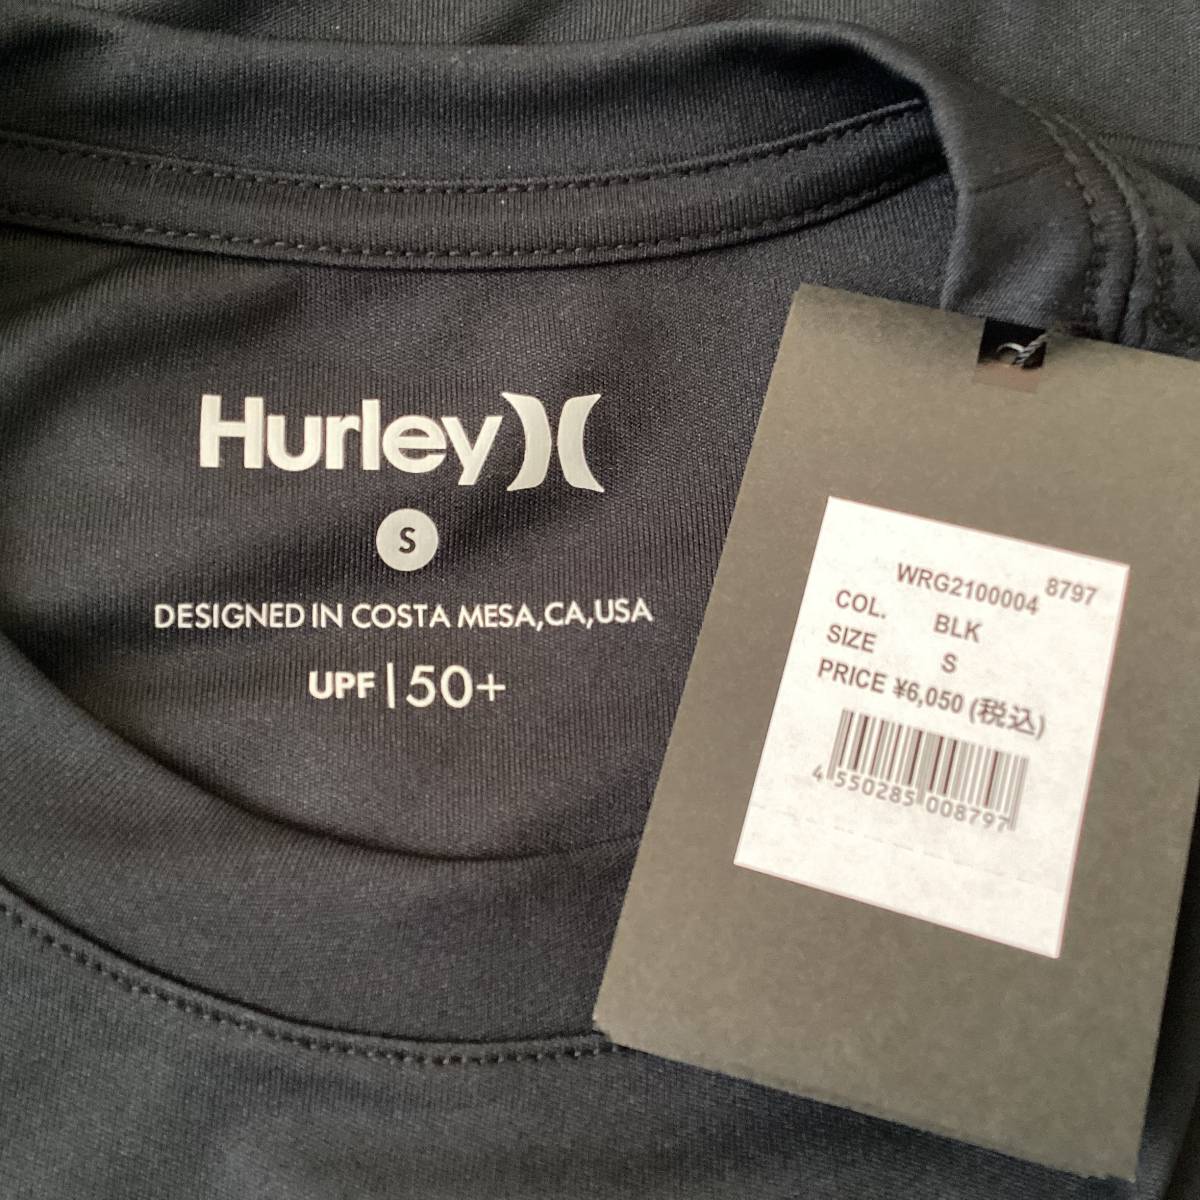 Hurley
S
DESIGNED IN COSTA MESA,CA,USA
UPF | 50+
WRG2100004 8797
COL. BLK
SIZE S
PRICE ¥6,050 (税込)
4 550285 008797